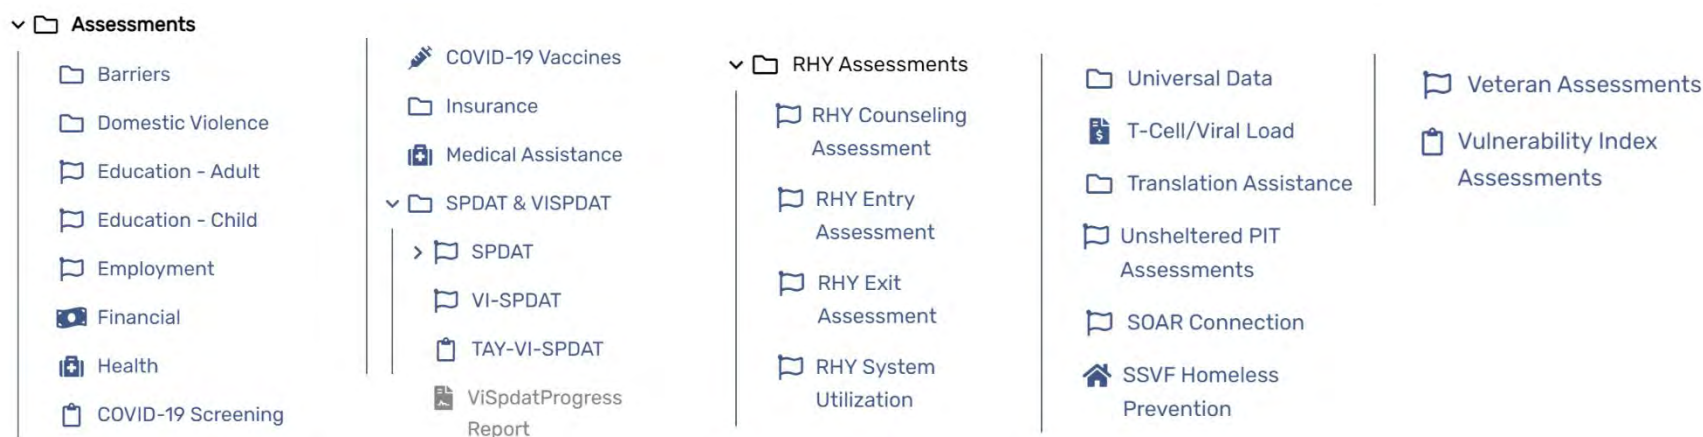 Assessments
Barriers
Domestic Violence
Education - Adult
Education - Child
Employment
Financial
Health
COVID-19 Screening
COVID-19 Vaccines
Insurance
Medical Assistance
SPDAT & VISPDAT
SPDAT
VI-SPDAT
TAY-VI-SPDAT
ViSpdatProgress
Report
RHY Assessments
RHY Counseling
Assessment
RHY Entry
Assessment
RHY Exit
Assessment
RHY System
Utilization
Universal Data
T-Cell/Viral Load
Translation Assistance
Unsheltered PIT
Assessments
SOAR Connection
SSVF Homeless
Prevention
Veteran Assessments
Vulnerability Index
Assessments